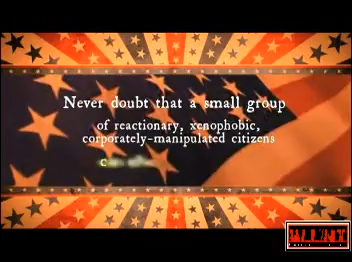 Never doubt that a small group
of reactionary, xenophobic,
corporately-manipulated citizens